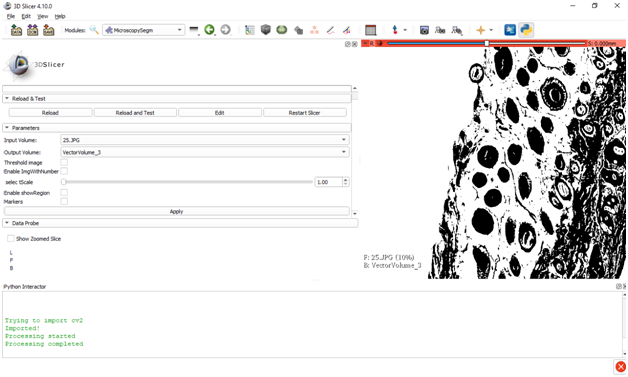 3D Slicer 4.10.0
File Edit View Help
Modules: MicroscopySegm
R S: 0.000mm
3DSlicer
Reload & Test
Reload Reload and Test Edit Restart Slicer
Parameters
Input Volume: 25.JPG
Output Volume: VectorVolume_3
Threshold image
Enable ImgWithNumber
selec tScale 1.00
Enable showRegion
Markers
Apply
Data Probe
Show Zoomed Slice
L
F
B
F: 25.JPG (10%)
B: VectorVolume_3
Python Interactor
Trying to import cv2
Imported!
Processing started
Processing completed